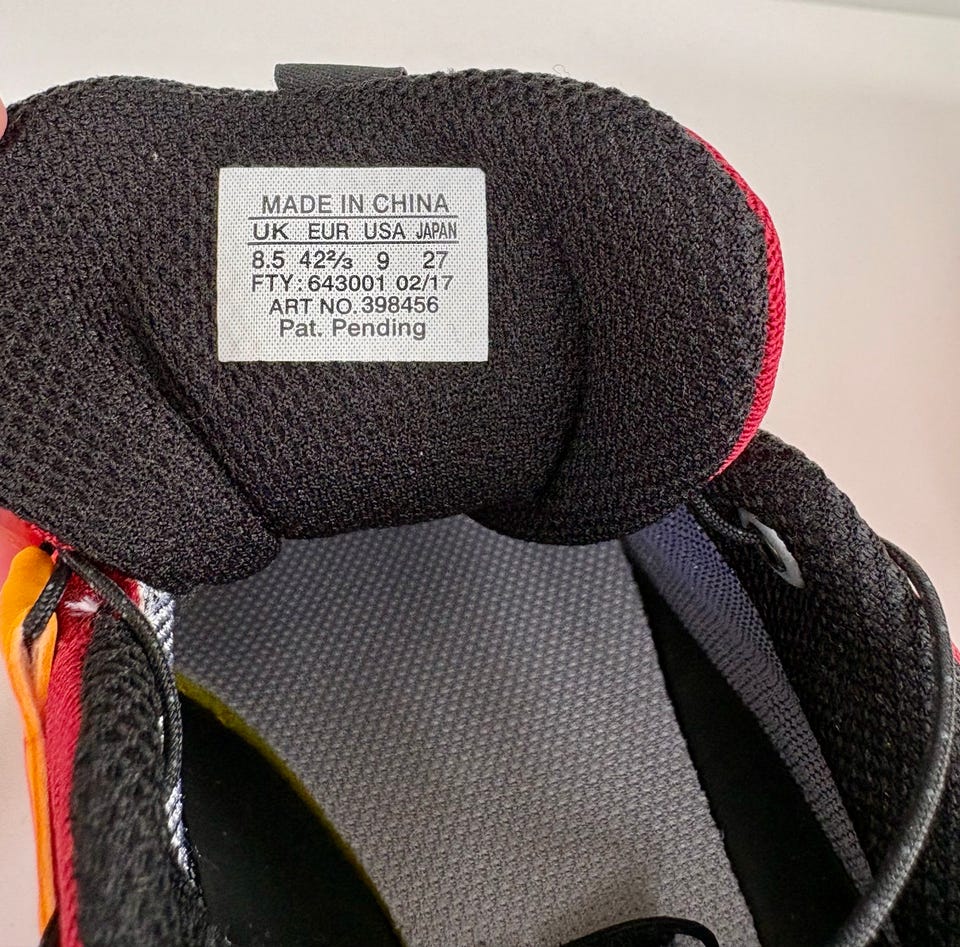 MADE IN CHINA
UK EUR USA JAPAN
8.5 42⅔ 9 27
FTY: 643001 02/17
ART NO. 398456
Pat. Pending